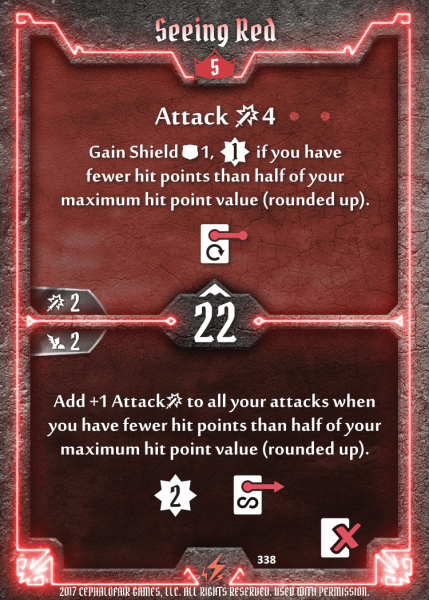 Seeing Red
5
Attack 4
Gain Shield 1, 1 if you have
fewer hit points than half of your
maximum hit point value (rounded up).
2
22
2
Add +1 Attack to all your attacks when
you have fewer hit points than half of your
maximum hit point value (rounded up).
2
338
2017 CEPHALOFAIR GAMES, LLC. ALL RIGHTS RESERVED. USED WITH PERMISSION.